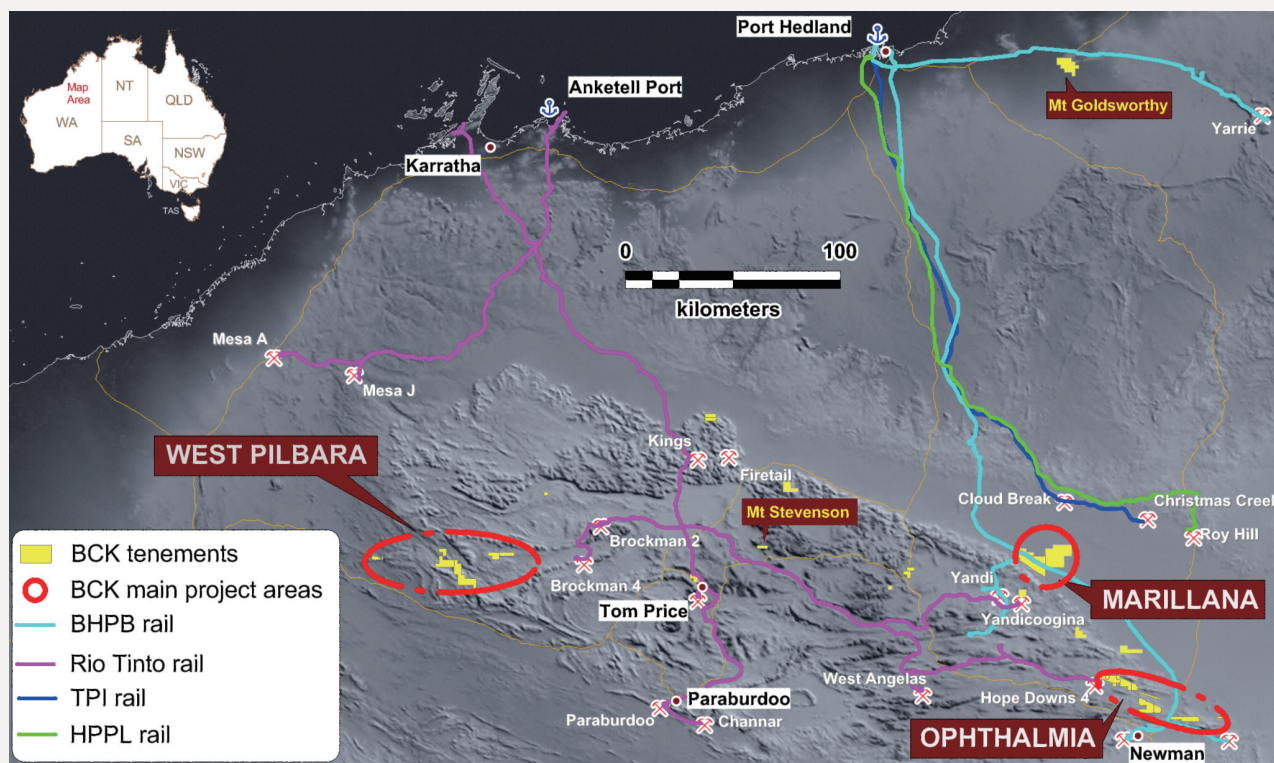 Port Hedland
Anketell Port
Map
Area
NT
QLD
WA
SA
NSW
VIC
TAS
Mt Goldsworthy
Yarrie
Karratha
0
100
kilometers
Mesa A
Mesa J
WEST PILBARA
Kings
Firetail
Cloud Break
Christmas Creek
Roy Hill
Mt Stevenson
Brockman 2
Brockman 4
Yandi
Yandicoogina
MARILLANA
Tom Price
West Angelas
Hope Downs 4
Paraburdoo
Paraburdoo
Channar
OPHTHALMIA
Newman
BCK tenements
BCK main project areas
BHPB rail
Rio Tinto rail
TPI rail
HPPL rail